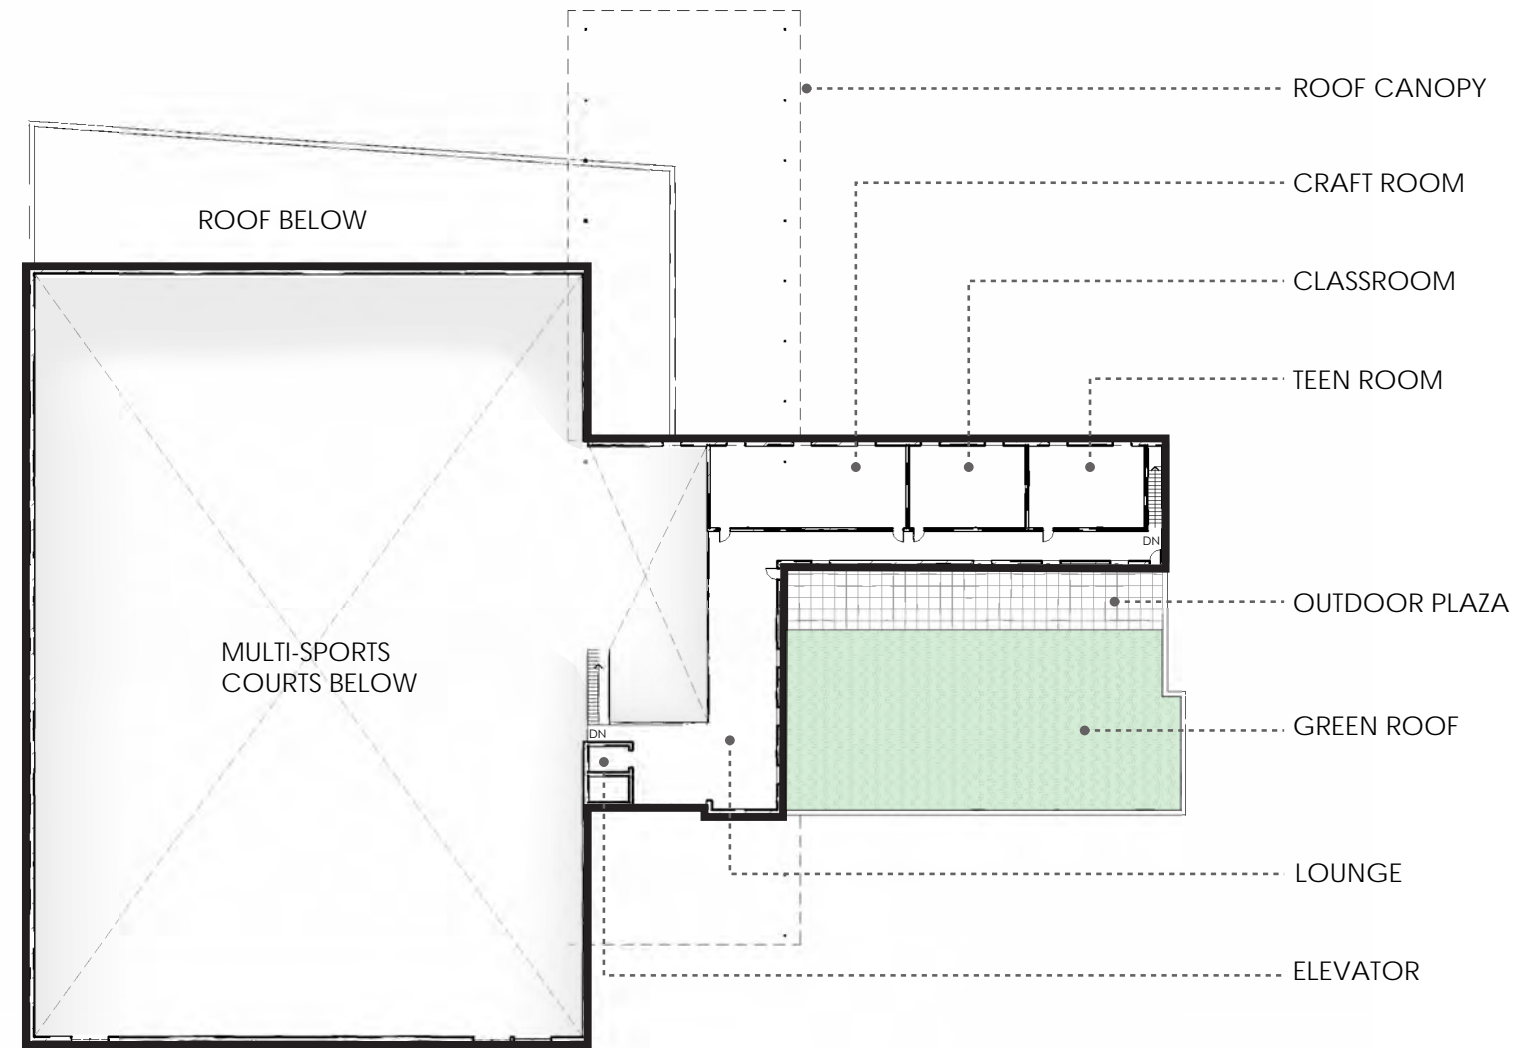 ROOF CANOPY
CRAFT ROOM
ROOF BELOW
CLASSROOM
TEEN ROOM
DN
OUTDOOR PLAZA
MULTI-SPORTS
COURTS BELOW
GREEN ROOF
DN
LOUNGE
ELEVATOR